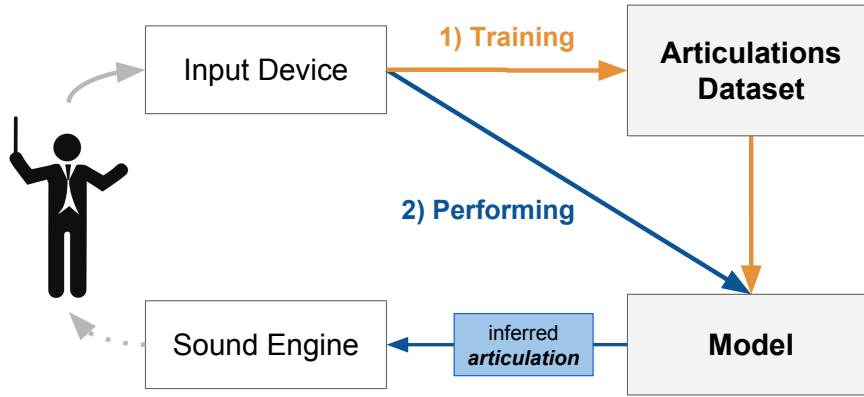 1) Training
Input Device
Articulations
Dataset
2) Performing
Sound Engine
inferred
articulation
Model